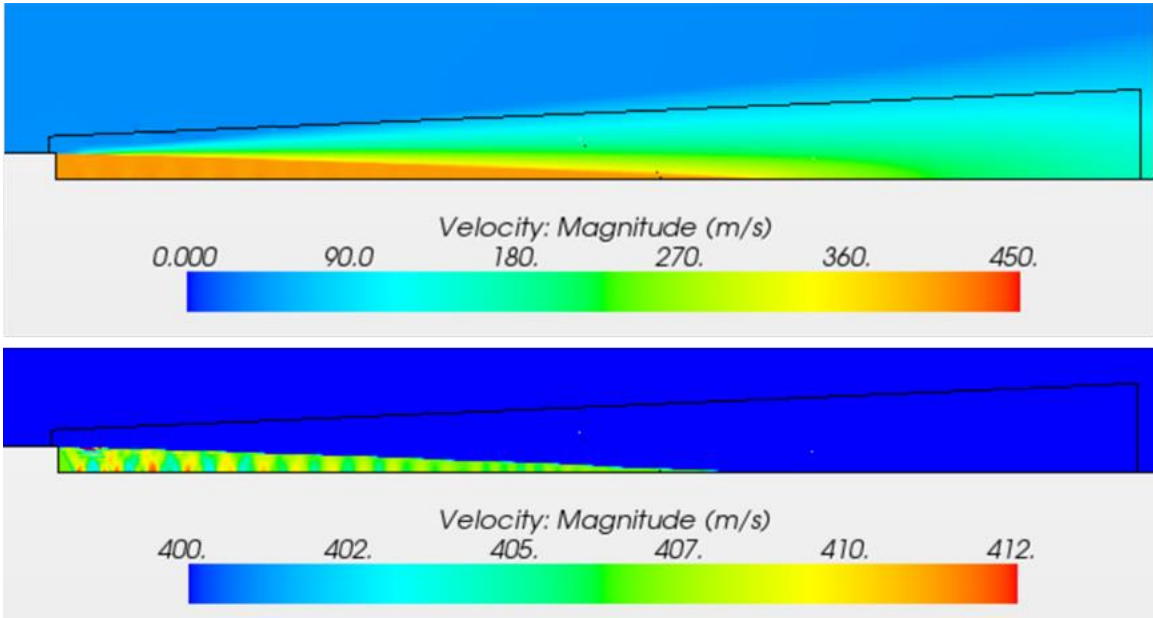 Velocity: Magnitude (m/s)
0.000 90.0 180. 270. 360. 450.
Velocity: Magnitude (m/s)
400. 402. 405. 407. 410. 412.